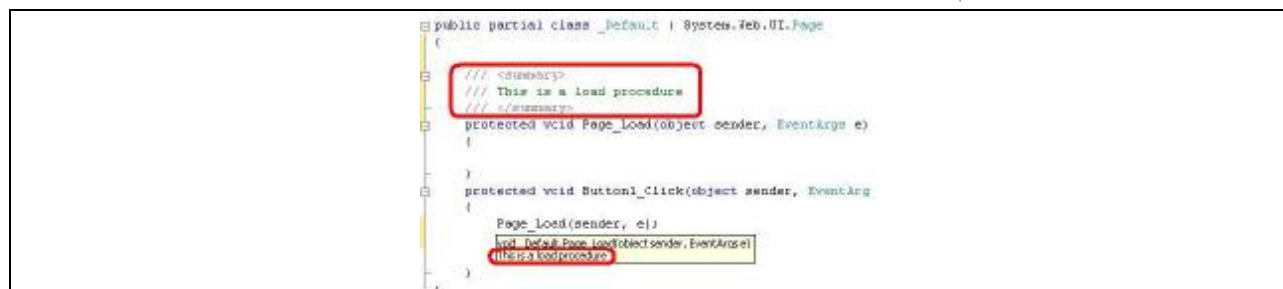 public partial class _Default : System.Web.UI.Page
{
/// <summary>
/// This is a load procedure
/// </summary>
protected void Page_Load(object sender, EventArgs e)
{
}
protected void Button1_Click(object sender, EventArg
{
Page_Load(sender, e);
void _Default.Page_Load(object sender, EventArgs e)
This is a load procedure
}